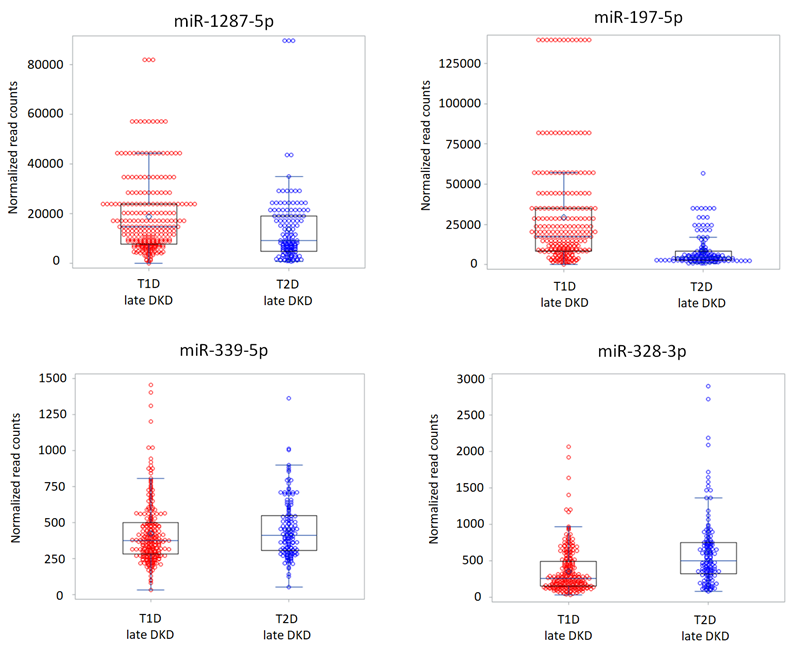 miR-1287-5p
Normalized read counts
80000
60000
40000
20000
0
T1D
late DKD
T2D
late DKD
miR-197-5p
Normalized read counts
125000
100000
75000
50000
25000
0
T1D
late DKD
T2D
late DKD
miR-339-5p
Normalized read counts
1500
1250
1000
750
500
250
0
T1D
late DKD
T2D
late DKD
miR-328-3p
Normalized read counts
3000
2500
2000
1500
1000
500
0
T1D
late DKD
T2D
late DKD